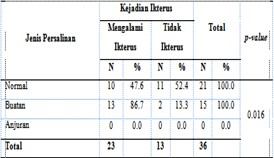 Kejadian Ikterus
Jenis Persalinan Mengalami Ikterus Tidak Ikterus Total p-value
N % N % N %
Normal 10 47.6 11 52.4 21 100.0
Buatan 13 86.7 2 13.3 15 100.0
0.016
Anjuran 0 0.0 0 0.0 0 0.0
Total 23 13 36